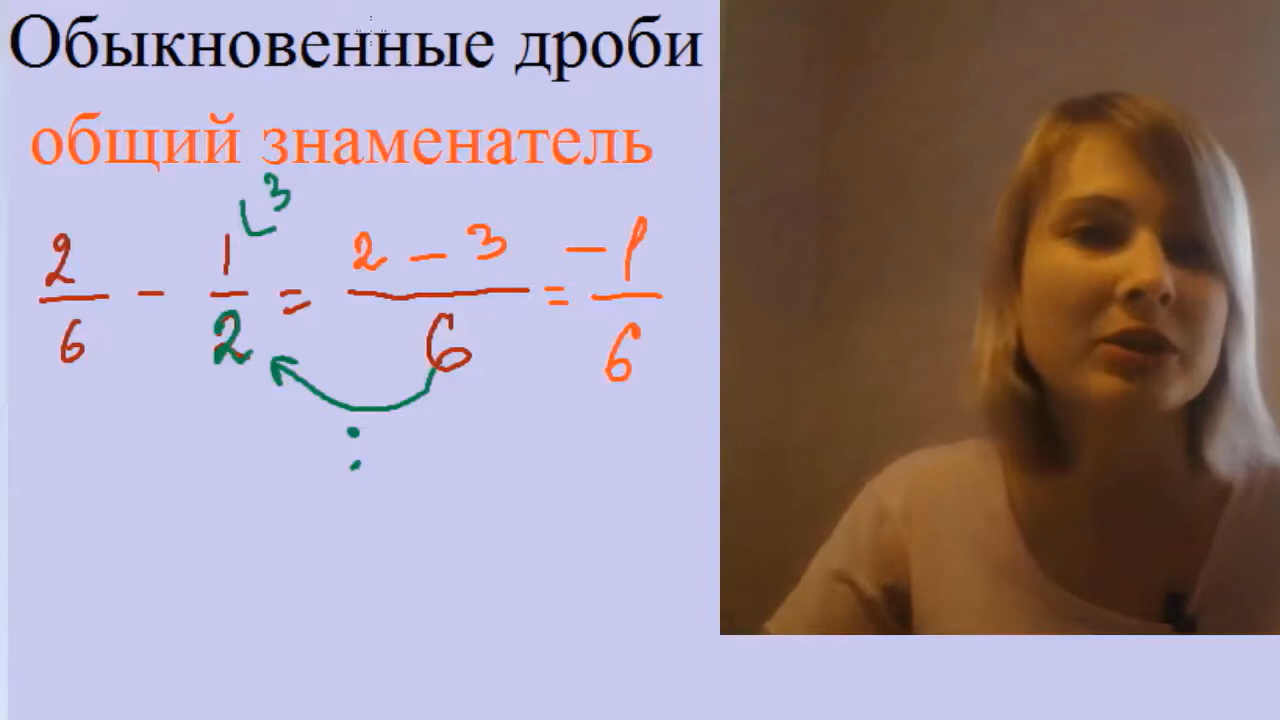 Обыкновенные дроби
общий знаменатель
3
2/6 - 1/2 = 2 - 3/6 = -1/6
: